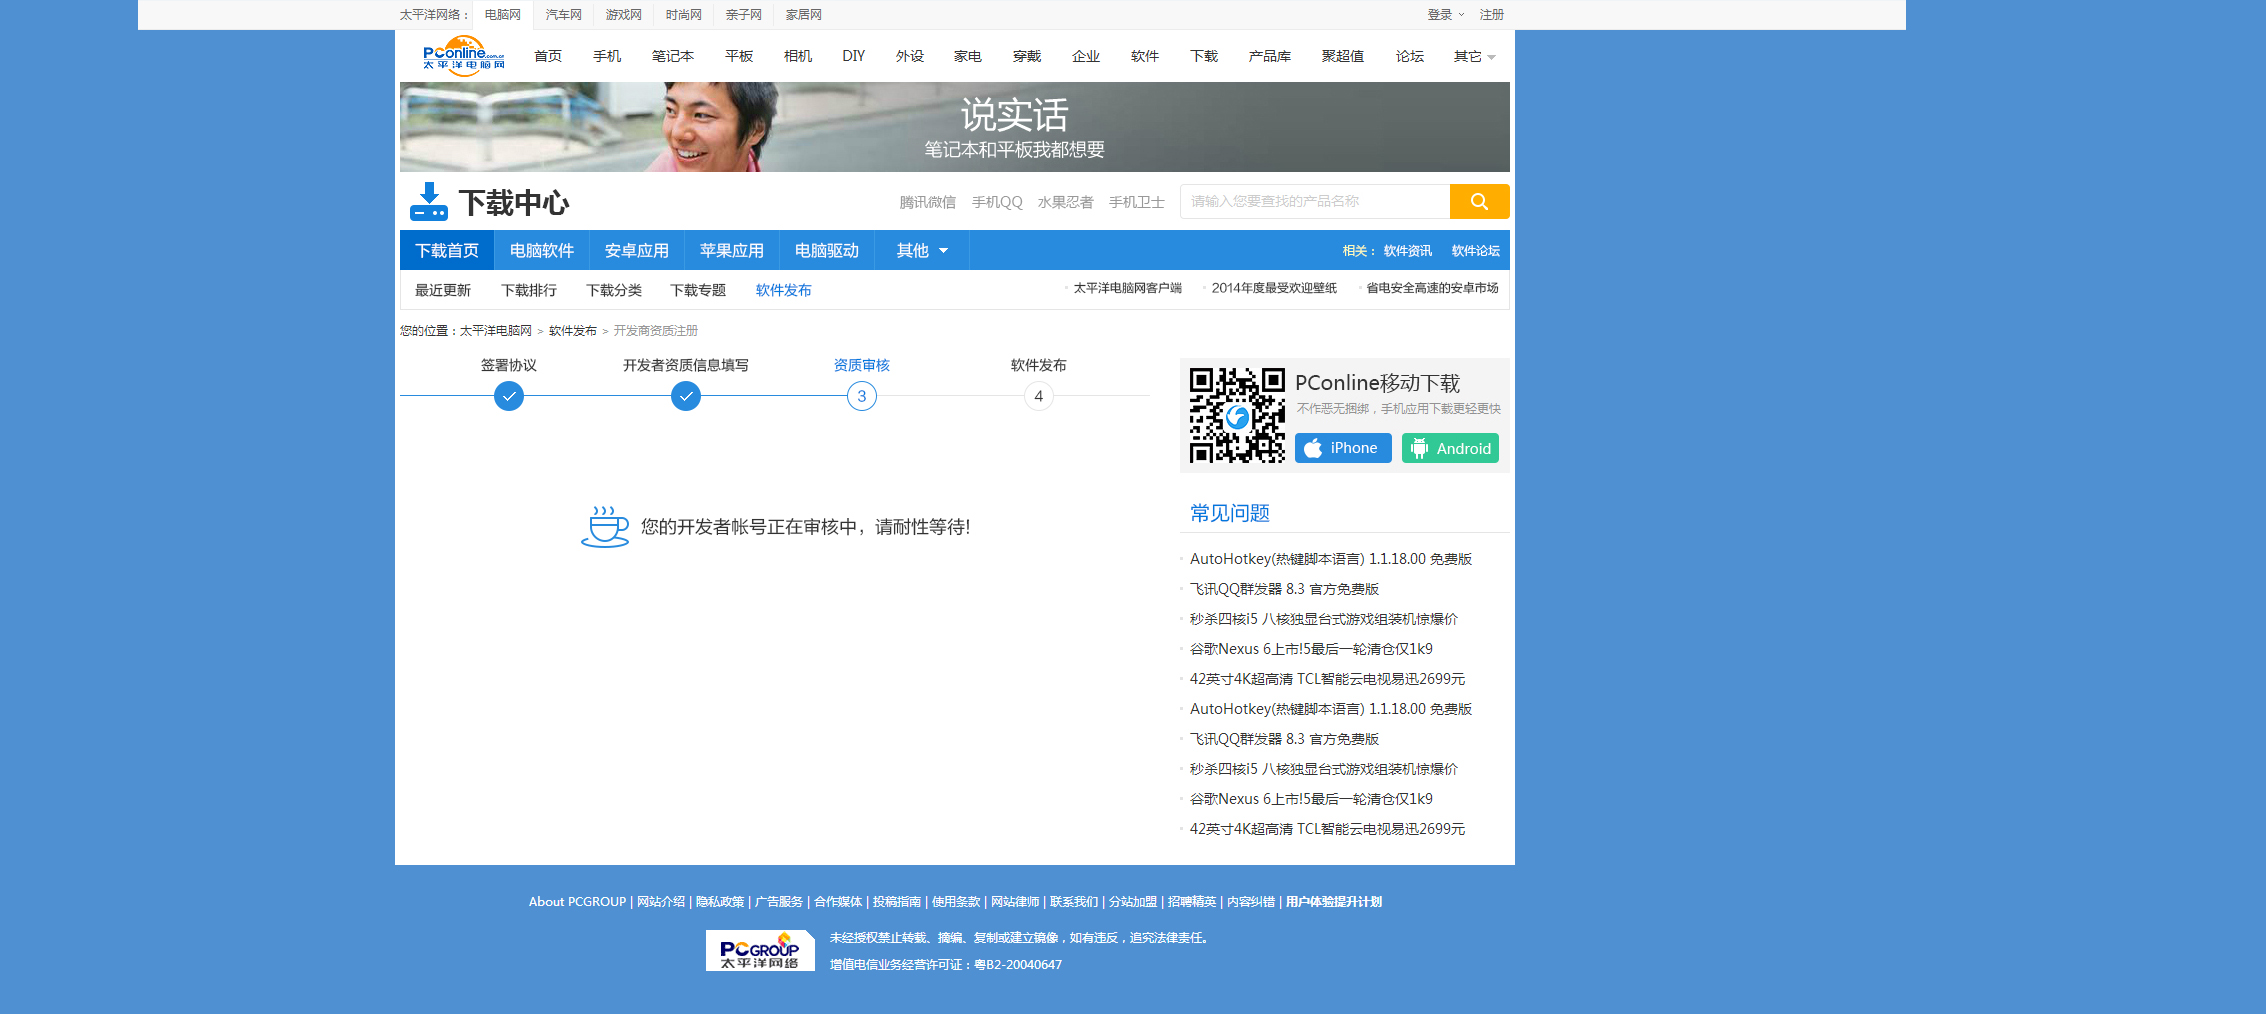 太平洋网络： 电脑网 汽车网 游戏网 时尚网 亲子网 家居网 登录 注册
PConline.com.cn
太平洋电脑网
首页 手机 笔记本 平板 相机 DIY 外设 家电 穿戴 企业 软件 下载 产品库 聚超值 论坛 其它
说实话
笔记本和平板我都想要
下载中心 腾讯微信 手机QQ 水果忍者 手机卫士 请输入您要查找的产品名称
下载首页 电脑软件 安卓应用 苹果应用 电脑驱动 其他 相关： 软件资讯 软件论坛
最近更新 下载排行 下载分类 下载专题 软件发布 太平洋电脑网客户端 2014年度最受欢迎壁纸 省电安全高速的安卓市场
您的位置：太平洋电脑网 > 软件发布 > 开发商资质注册
签署协议 开发者资质信息填写 资质审核 软件发布
3 4
您的开发者帐号正在审核中，请耐性等待!
PConline移动下载
不作恶无捆绑，手机应用下载更轻更快
iPhone Android
常见问题
AutoHotkey(热键脚本语言) 1.1.18.00 免费版
飞讯QQ群发器 8.3 官方免费版
秒杀四核i5 八核独显台式游戏组装机惊爆价
谷歌Nexus 6上市!5最后一轮清仓仅1k9
42英寸4K超高清 TCL智能云电视易迅2699元
AutoHotkey(热键脚本语言) 1.1.18.00 免费版
飞讯QQ群发器 8.3 官方免费版
秒杀四核i5 八核独显台式游戏组装机惊爆价
谷歌Nexus 6上市!5最后一轮清仓仅1k9
42英寸4K超高清 TCL智能云电视易迅2699元
About PCGROUP | 网站介绍 | 隐私政策 | 广告服务 | 合作媒体 | 投稿指南 | 使用条款 | 网站律师 | 联系我们 | 分站加盟 | 招聘精英 | 内容纠错 | 用户体验提升计划
PCGROUP
太平洋网络
未经授权禁止转载、摘编、复制或建立镜像，如有违反，追究法律责任。
增值电信业务经营许可证：粤B2-20040647